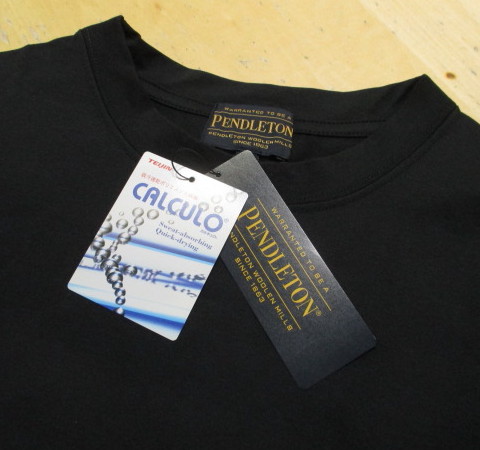 WARRANTED TO BE A
PENDLETON
PENDLETON WOOLEN MILLS
SINCE 1863
TEIJIN
CALCULO®
Sweat-absorbing
Quick-drying
WARRANTED TO BE A
PENDLETON®
PENDLETON WOOLEN MILLS
SINCE 1863